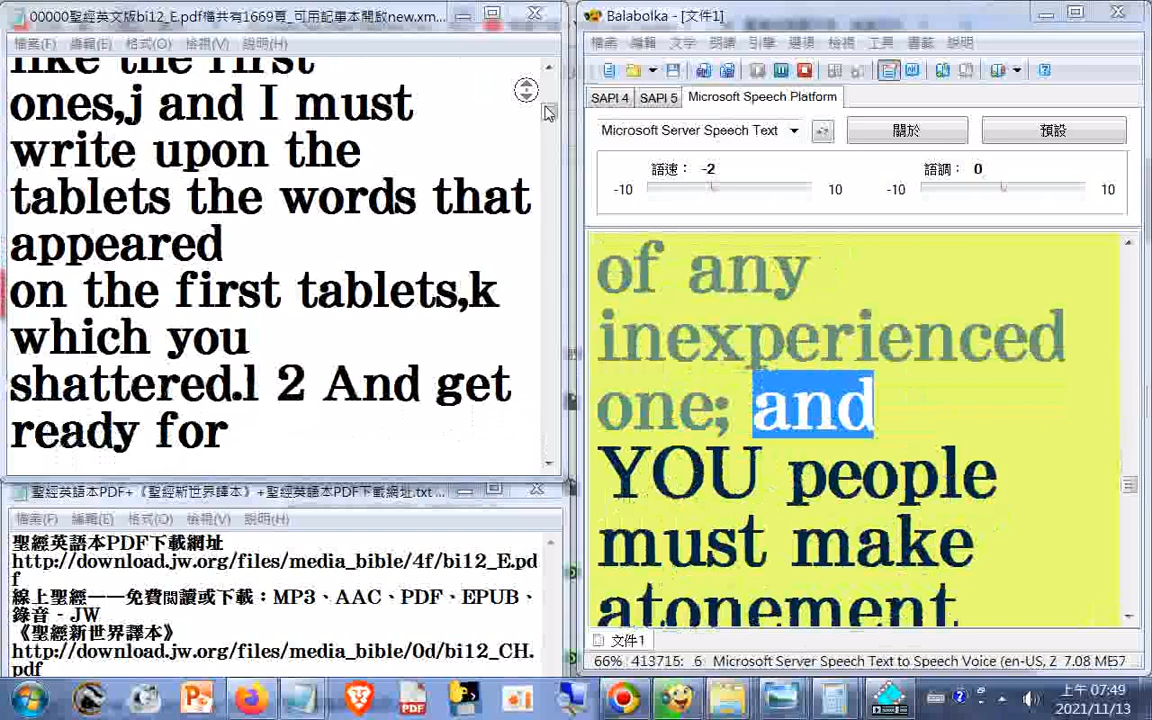 00000聖經英文版bi12_E.pdf檔共有1669頁_可用記事本開啟new.xm...
檔案(F) 編輯(E) 格式(O) 檢視(V) 說明(H)
like the first
ones,j and I must
write upon the
tablets the words that
appeared
on the first tablets,k
which you
shattered.l 2 And get
ready for
聖經英語本PDF+《聖經新世界譯本》+聖經英語本PDF下載網址.txt ...
檔案(F) 編輯(E) 格式(O) 檢視(V) 說明(H)
聖經英語本PDF下載網址
http://download.jw.org/files/media_bible/4f/bi12_E.pd
f
線上聖經——免費閱讀或下載：MP3、AAC、PDF、EPUB、
錄音 - JW
《聖經新世界譯本》
http://download.jw.org/files/media_bible/0d/bi12_CH.
pdf
Balabolka - [文件1]
檔案 編輯 文字 朗讀 引擎 選項 檢視 工具 書籤 說明
SAPI 4 SAPI 5 Microsoft Speech Platform
Microsoft Server Speech Text 關於 預設
語速： -2 語調： 0
-10 10 -10 10
of any
inexperienced
one; and
YOU people
must make
atonement
文件1
66% 413715: 6 Microsoft Server Speech Text to Speech Voice (en-US, Z 7.08 MB
上午 07:49
2021/11/13